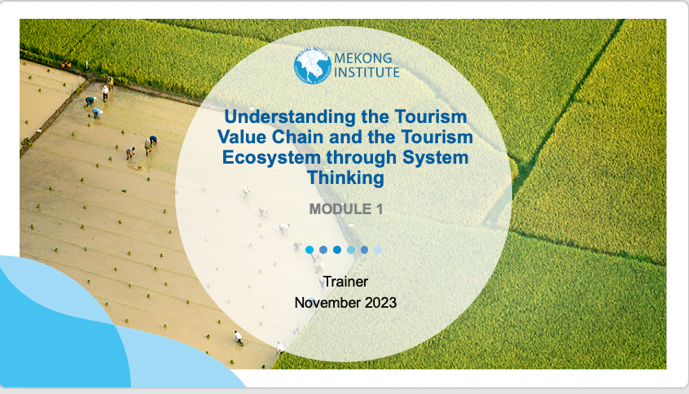 MEKONG
INSTITUTE
Understanding the Tourism
Value Chain and the Tourism
Ecosystem through System
Thinking
MODULE 1
Trainer
November 2023